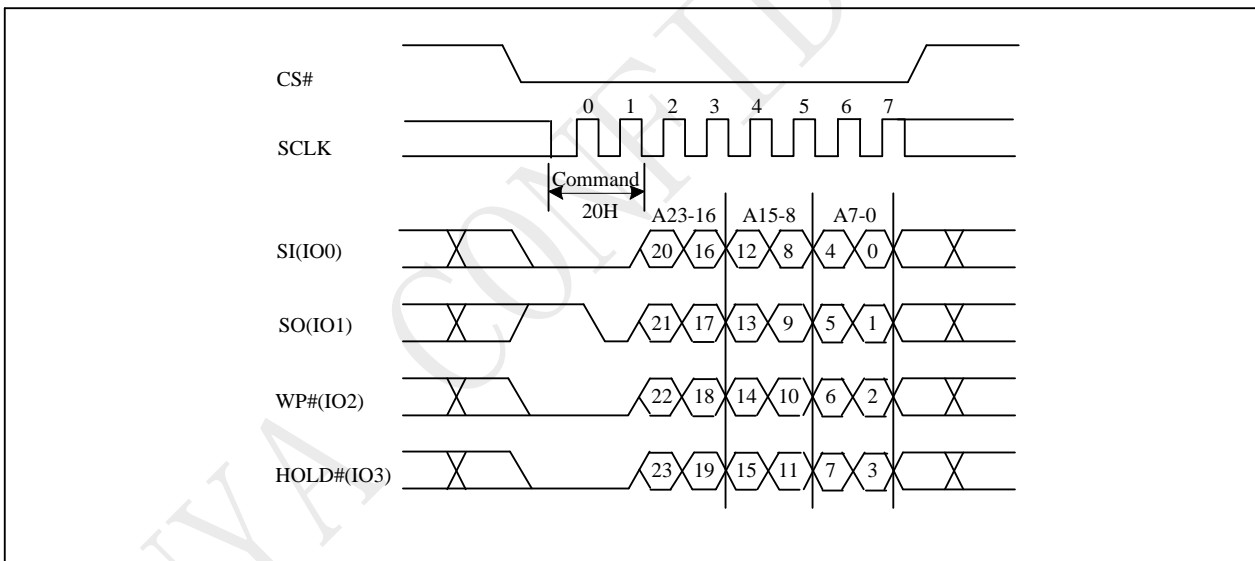 CS#
0 1 2 3 4 5 6 7
SCLK
Command
20H
A23-16 A15-8 A7-0
SI(IO0) 20 16 12 8 4 0
SO(IO1) 21 17 13 9 5 1
WP#(IO2) 22 18 14 10 6 2
HOLD#(IO3) 23 19 15 11 7 3
NYA CONFID